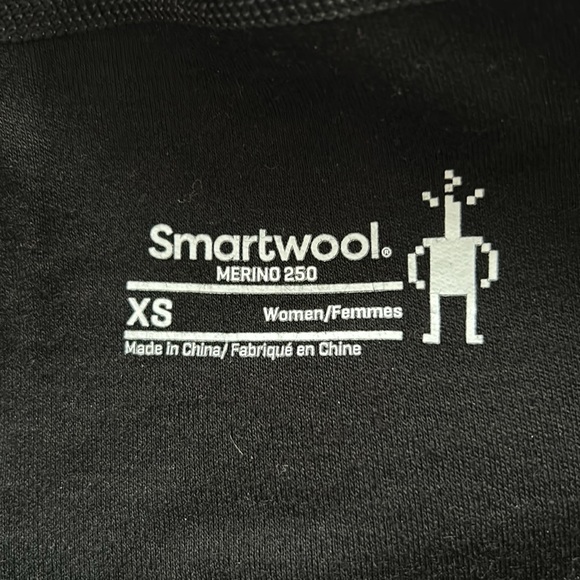 Smartwool®
MERINO 250
XS Women/Femmes
Made in China/ Fabriqué en Chine